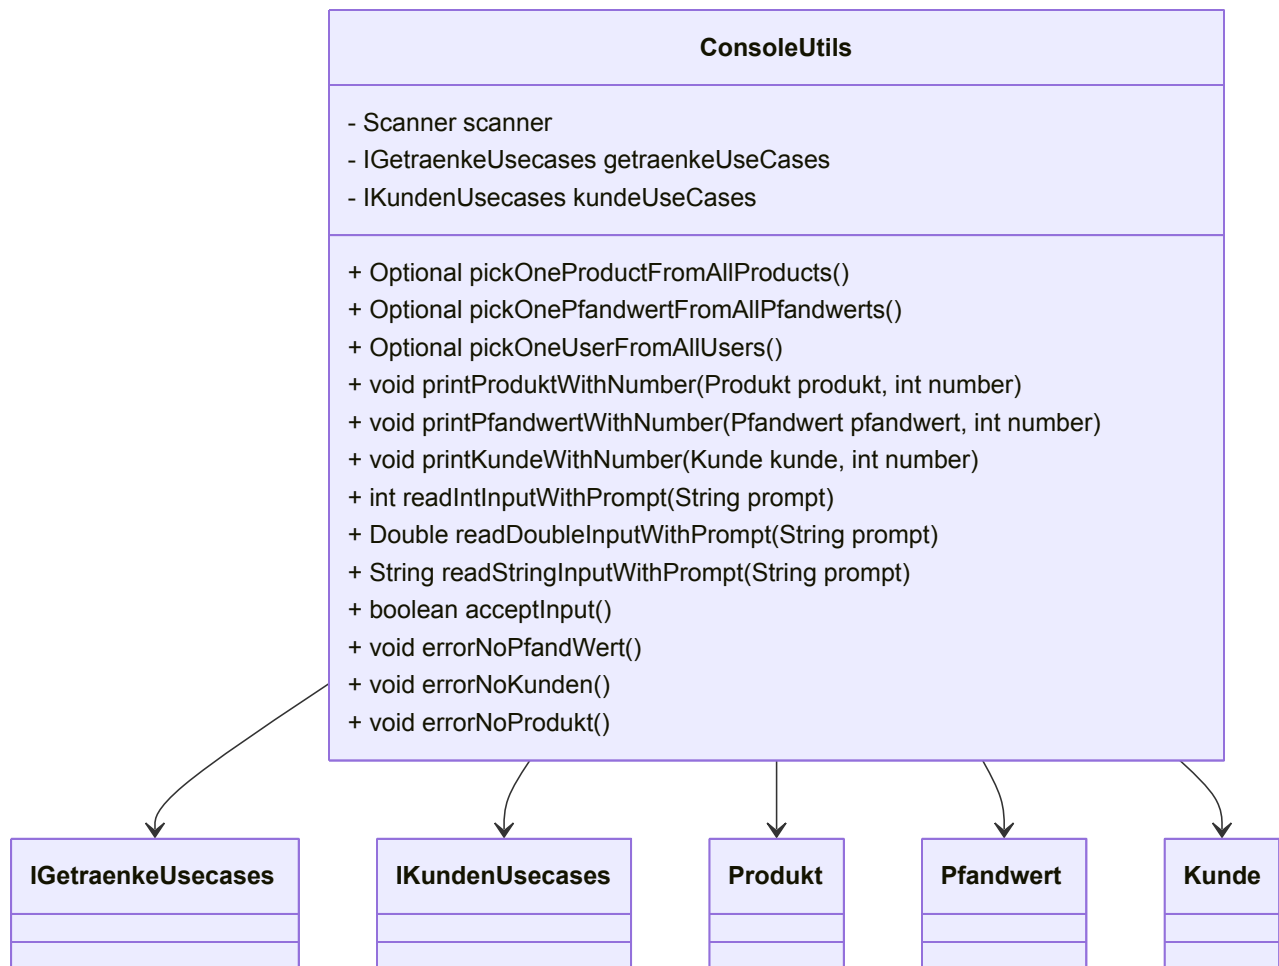 ConsoleUtils
- Scanner scanner
- IGetraenkeUsecases getraenkeUseCases
- IKundenUsecases kundeUseCases
+ Optional pickOneProductFromAllProducts()
+ Optional pickOnePfandwertFromAllPfandwerts()
+ Optional pickOneUserFromAllUsers()
+ void printProduktWithNumber(Produkt produkt, int number)
+ void printPfandwertWithNumber(Pfandwert pfandwert, int number)
+ void printKundeWithNumber(Kunde kunde, int number)
+ int readIntInputWithPrompt(String prompt)
+ Double readDoubleInputWithPrompt(String prompt)
+ String readStringInputWithPrompt(String prompt)
+ boolean acceptInput()
+ void errorNoPfandWert()
+ void errorNoKunden()
+ void errorNoProdukt()
IGetraenkeUsecases
IKundenUsecases
Produkt
Pfandwert
Kunde